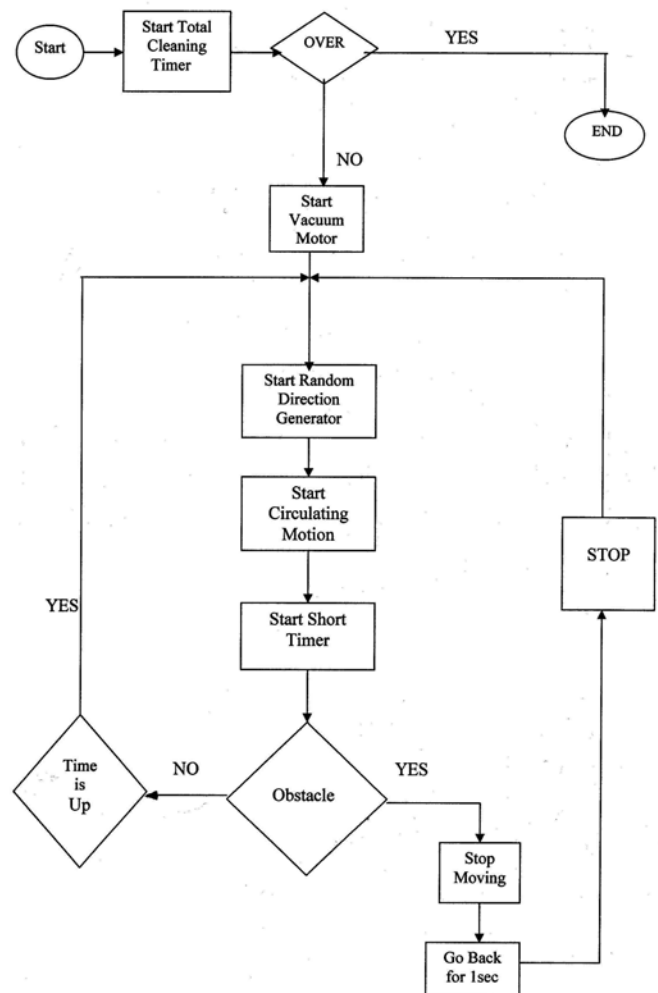 Start
Start Total
Cleaning
Timer
OVER
YES
END
NO
Start
Vacuum
Motor
Start Random
Direction
Generator
Start
Circulating
Motion
STOP
YES
Start Short
Timer
Time
is
Up
NO
Obstacle
YES
Stop
Moving
Go Back
for 1sec